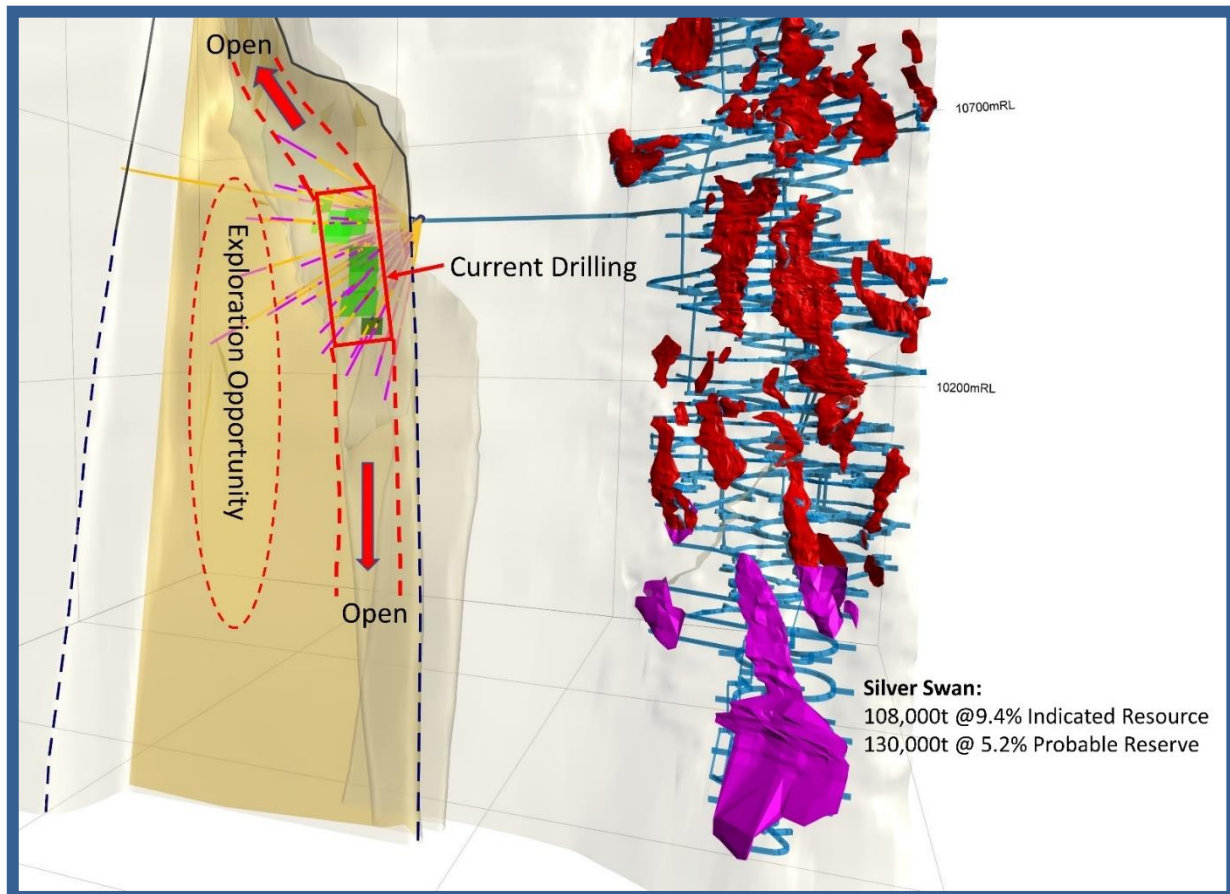 Open
10700mRL
Exploration Opportunity
Current Drilling
10200mRL
Open
Silver Swan:
108,000t @9.4% Indicated Resource
130,000t @ 5.2% Probable Reserve